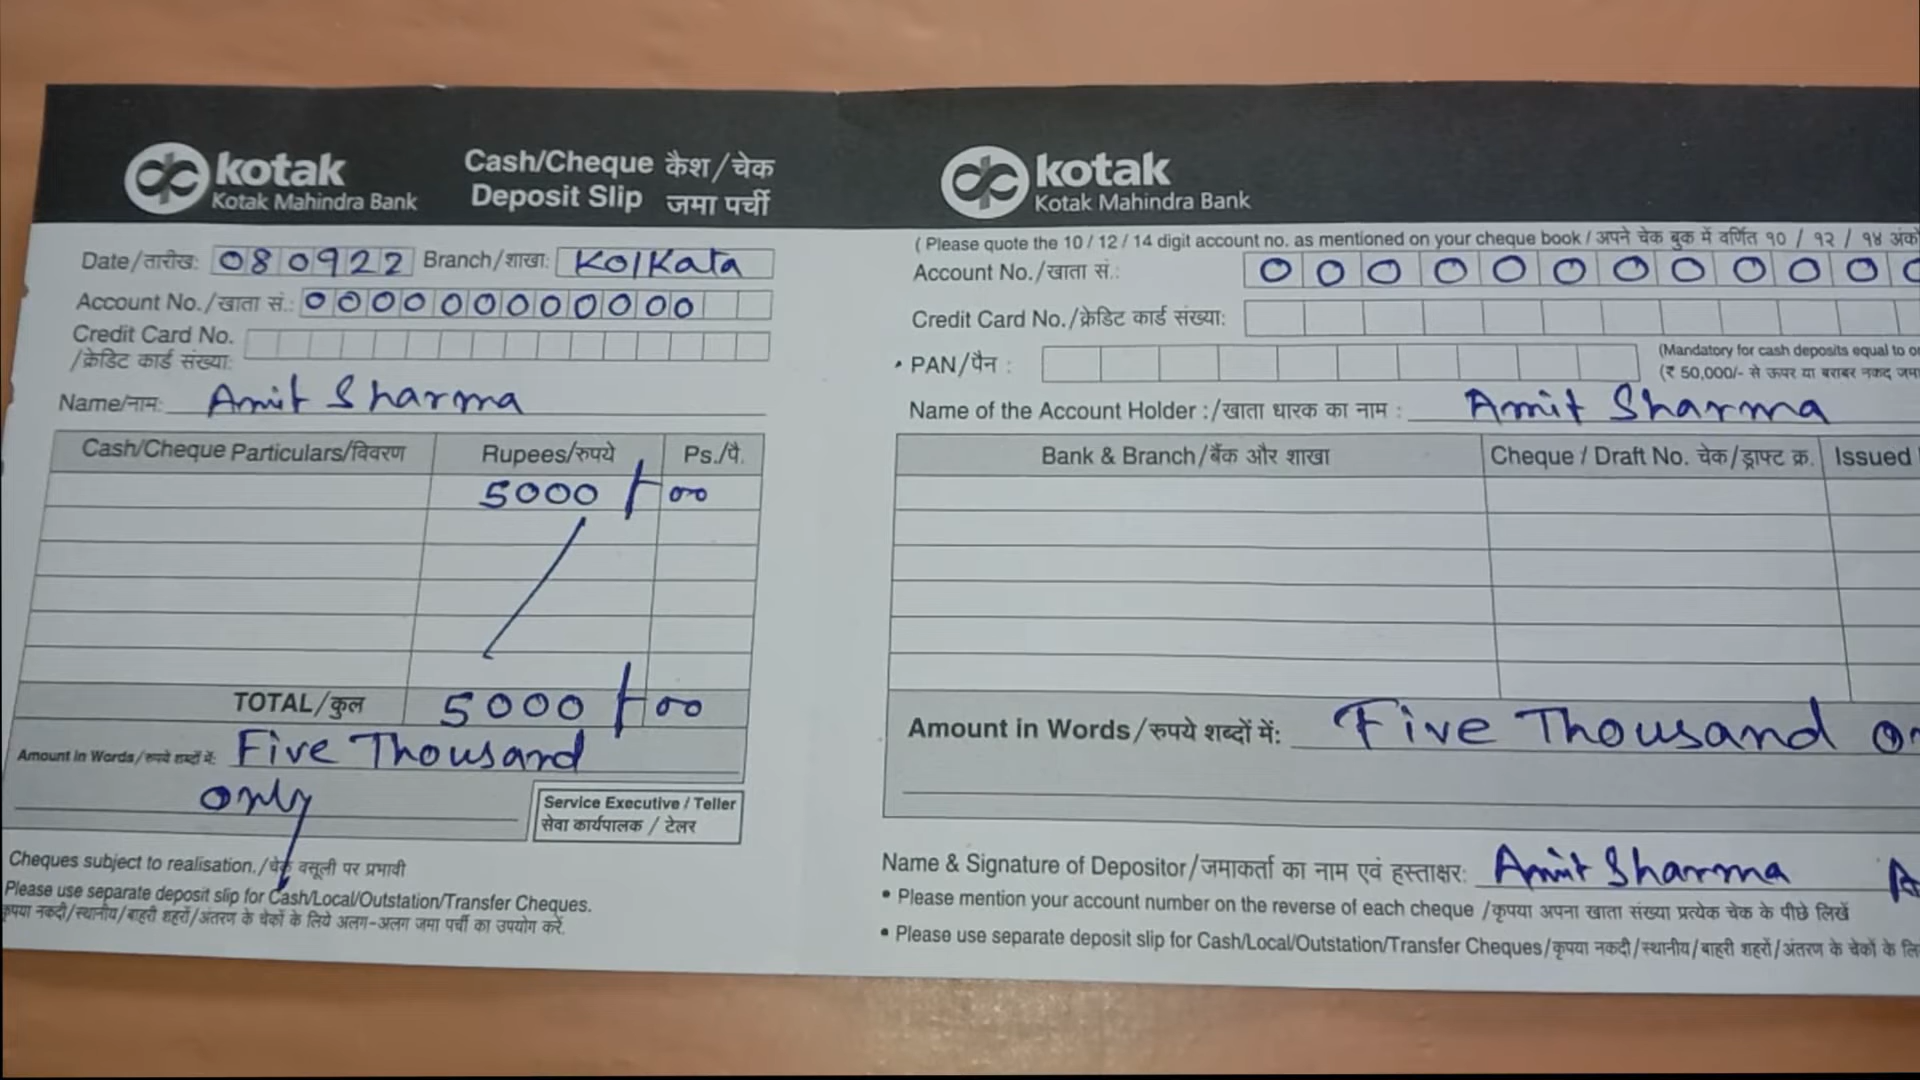 kotak
Kotak Mahindra Bank
Cash/Cheque कैश/चेक
Deposit Slip जमा पर्ची
Date/तारीख: 080922 Branch/शाखा: Kolkata
Account No./खाता सं.: 000000000000
Credit Card No.
/क्रेडिट कार्ड संख्या:
Name/नाम: Amit Sharma
Cash/Cheque Particulars/विवरण Rupees/रुपये Ps./पै.
5000 00
TOTAL/कुल 5000 00
Amount in Words/रुपये शब्दों में: Five Thousand
only
Service Executive / Teller
सेवा कार्यपालक / टेलर
Cheques subject to realisation./चेक वसूली पर प्रभावी
Please use separate deposit slip for Cash/Local/Outstation/Transfer Cheques.
कृपया नकदी/स्थानीय/बाहरी शहरों/अंतरण के चेकों के लिये अलग-अलग जमा पर्ची का उपयोग करें.
kotak
Kotak Mahindra Bank
( Please quote the 10 / 12 / 14 digit account no. as mentioned on your cheque book / अपने चेक बुक में वर्णित १० / १२ / १४ अंको
Account No./खाता सं.: 00000000000
Credit Card No./क्रेडिट कार्ड संख्या:
PAN/पैन :
(Mandatory for cash deposits equal to or
(₹ 50,000/- से ऊपर या बराबर नकद जमा
Name of the Account Holder :/खाता धारक का नाम : Amit Sharma
Bank & Branch/बैंक और शाखा Cheque / Draft No. चेक/ड्राफ्ट क्र. Issued
Amount in Words/रुपये शब्दों में: Five Thousand
Name & Signature of Depositor/जमाकर्ता का नाम एवं हस्ताक्षर: Amit Sharma A
• Please mention your account number on the reverse of each cheque /कृपया अपना खाता संख्या प्रत्येक चेक के पीछे लिखें
• Please use separate deposit slip for Cash/Local/Outstation/Transfer Cheques/कृपया नकदी/स्थानीय/बाहरी शहरों/अंतरण के चेकों के